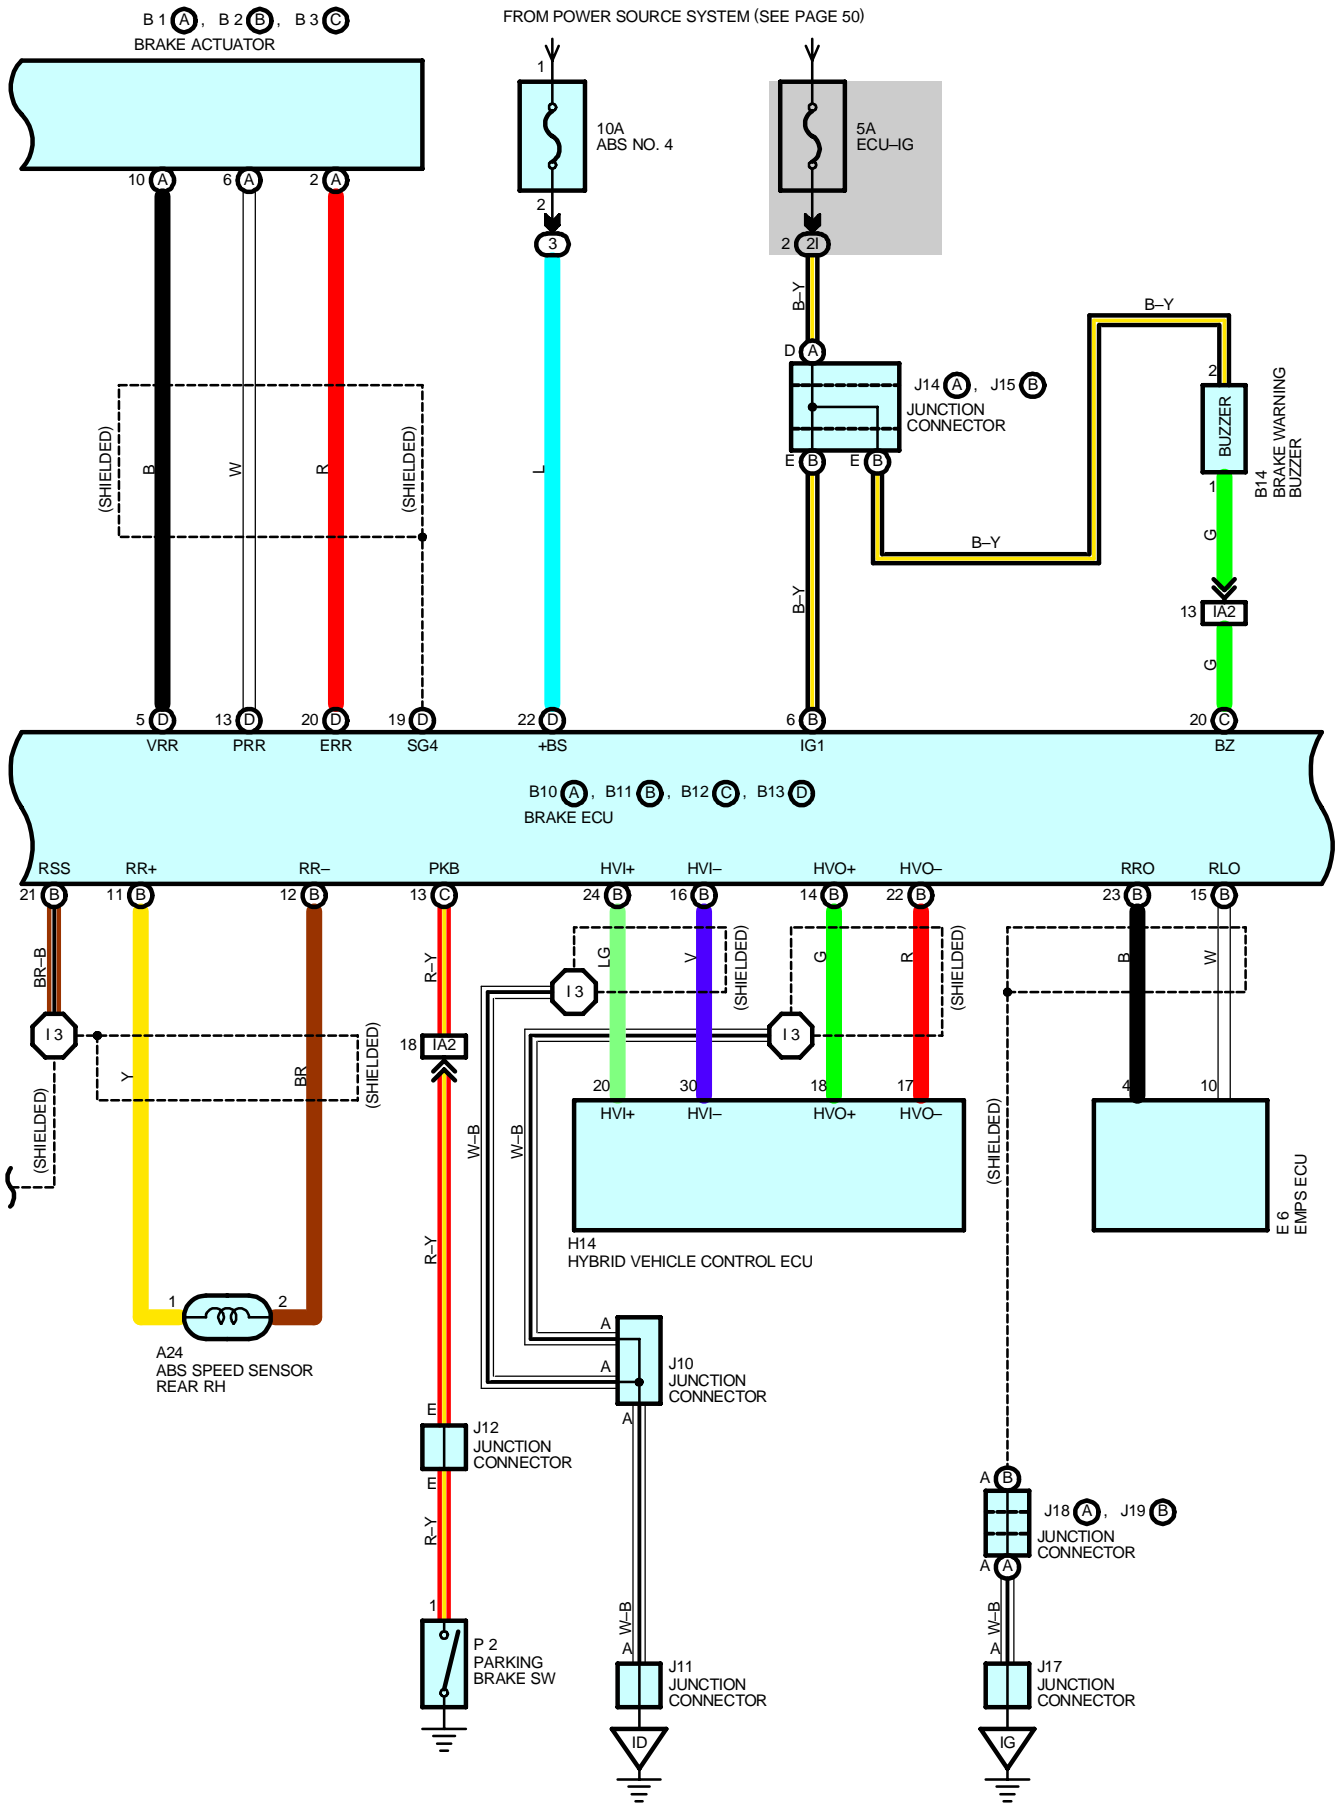 B 1 A , B 2 B , B 3 C
BRAKE ACTUATOR
FROM POWER SOURCE SYSTEM (SEE PAGE 50)
1
10A
ABS NO. 4
5A
ECU–IG
10 A
6 A
2 A
2
3
2 2I
B–Y
B–Y
D A
J14 A , J15 B
JUNCTION
CONNECTOR
2
BUZZER
B14
BRAKE WARNING
BUZZER
(SHIELDED)
B
W
R
(SHIELDED)
L
E B
E B
1
G
B–Y
B–Y
13 IA2
G
5 D
13 D
20 D
19 D
22 D
6 B
20 C
VRR
PRR
ERR
SG4
+BS
IG1
BZ
B10 A , B11 B , B12 C , B13 D
BRAKE ECU
RSS
RR+
RR–
PKB
HVI+
HVI–
HVO+
HVO–
RRO
RLO
21 B
11 B
12 B
13 C
24 B
16 B
14 B
22 B
23 B
15 B
BR–B
R–Y
LG
V
(SHIELDED)
G
R
(SHIELDED)
B
W
I 3
I 3
I 3
18 IA2
Y
BR
(SHIELDED)
(SHIELDED)
W–B
W–B
20
30
18
17
HVI+
HVI–
HVO+
HVO–
(SHIELDED)
4
10
E 6
EMPS ECU
H14
HYBRID VEHICLE CONTROL ECU
R–Y
1
2
A24
ABS SPEED SENSOR
REAR RH
A
A
J10
JUNCTION
CONNECTOR
A
E
J12
JUNCTION
CONNECTOR
E
R–Y
A B
J18 A , J19 B
JUNCTION
CONNECTOR
A A
W–B
W–B
1
P 2
PARKING
BRAKE SW
A
J11
JUNCTION
CONNECTOR
A
J17
JUNCTION
CONNECTOR
ID
IG